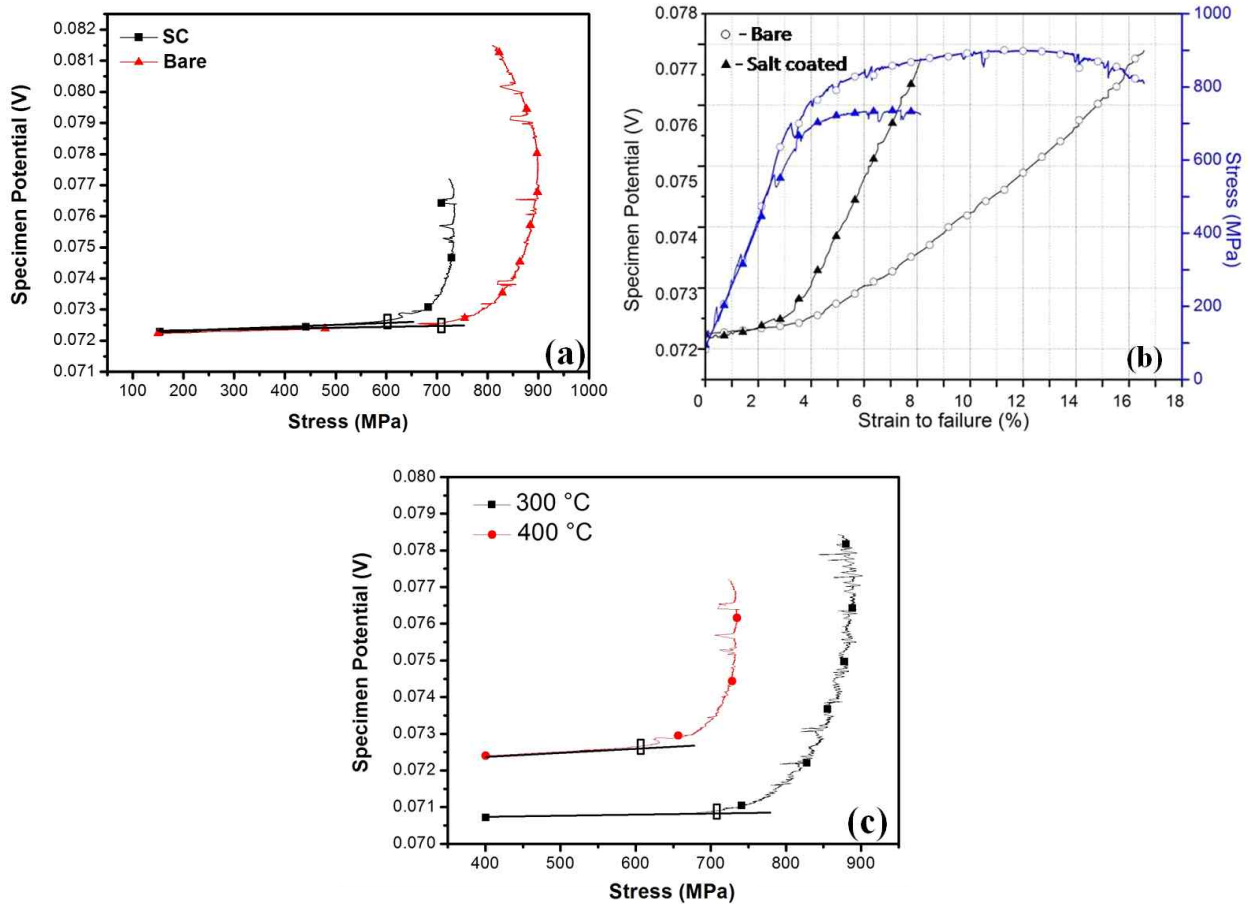 0.082
0.081
0.080
0.079
0.078
0.077
0.076
0.075
0.074
0.073
0.072
0.071
Specimen Potential (V)
SC
Bare
(a)
100 200 300 400 500 600 700 800 900 1000
Stress (MPa)
0.078
0.077
0.076
0.075
0.074
0.073
0.072
Specimen Potential (V)
- Bare
- Salt coated
1000
900
800
700
600
500
400
300
200
100
0
Stress (MPa)
(b)
0 2 4 6 8 10 12 14 16 18
Strain to failure (%)
0.080
0.079
0.078
0.077
0.076
0.075
0.074
0.073
0.072
0.071
0.070
Specimen Potential (V)
300 °C
400 °C
(c)
400 500 600 700 800 900
Stress (MPa)